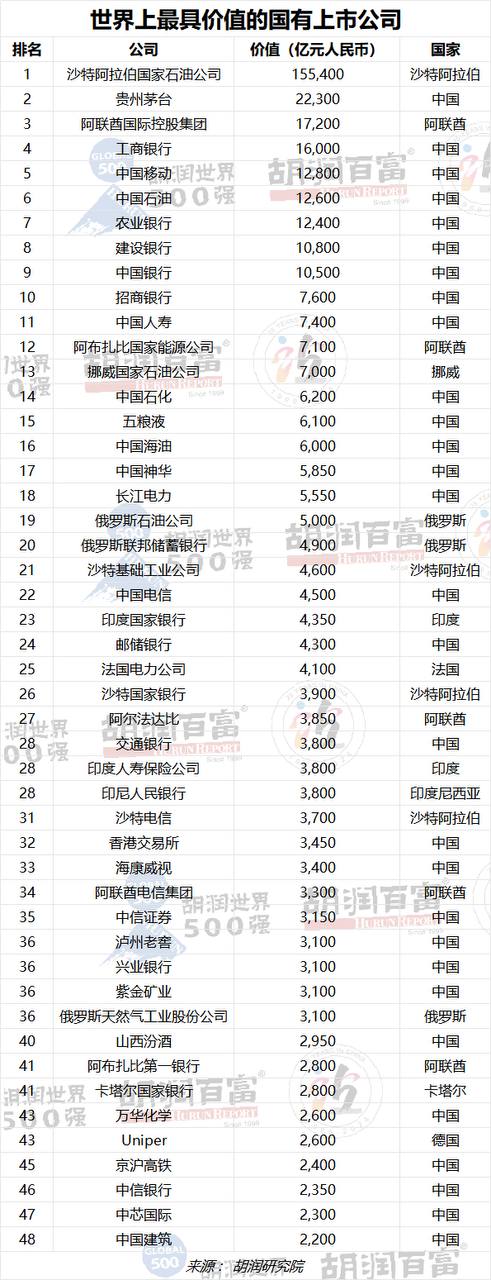 世界上最具价值的国有上市公司
排名 公司 价值（亿元人民币） 国家
1 沙特阿拉伯国家石油公司 155,400 沙特阿拉伯
2 贵州茅台 22,300 中国
3 阿联酋国际控股集团 17,200 阿联酋
4 工商银行 16,000 中国
5 中国移动 12,800 中国
6 中国石油 12,600 中国
7 农业银行 12,400 中国
8 建设银行 10,800 中国
9 中国银行 10,500 中国
10 招商银行 7,600 中国
11 中国人寿 7,400 中国
12 阿布扎比国家能源公司 7,100 阿联酋
13 挪威国家石油公司 7,000 挪威
14 中国石化 6,200 中国
15 五粮液 6,100 中国
16 中国海油 6,000 中国
17 中国神华 5,850 中国
18 长江电力 5,550 中国
19 俄罗斯石油公司 5,000 俄罗斯
20 俄罗斯联邦储蓄银行 4,900 俄罗斯
21 沙特基础工业公司 4,600 沙特阿拉伯
22 中国电信 4,500 中国
23 印度国家银行 4,350 印度
24 邮储银行 4,300 中国
25 法国电力公司 4,100 法国
26 沙特国家银行 3,900 沙特阿拉伯
27 阿尔法达比 3,850 阿联酋
28 交通银行 3,800 中国
28 印度人寿保险公司 3,800 印度
28 印尼人民银行 3,800 印度尼西亚
31 沙特电信 3,700 沙特阿拉伯
32 香港交易所 3,450 中国
33 海康威视 3,400 中国
34 阿联酋电信集团 3,300 阿联酋
35 中信证券 3,150 中国
36 泸州老窖 3,100 中国
36 兴业银行 3,100 中国
36 紫金矿业 3,100 中国
36 俄罗斯天然气工业股份公司 3,100 俄罗斯
40 山西汾酒 2,950 中国
41 阿布扎比第一银行 2,800 阿联酋
41 卡塔尔国家银行 2,800 卡塔尔
43 万华化学 2,600 中国
43 Uniper 2,600 德国
45 京沪高铁 2,400 中国
46 中信银行 2,350 中国
47 中芯国际 2,300 中国
48 中国建筑 2,200 中国
来源：胡润研究院